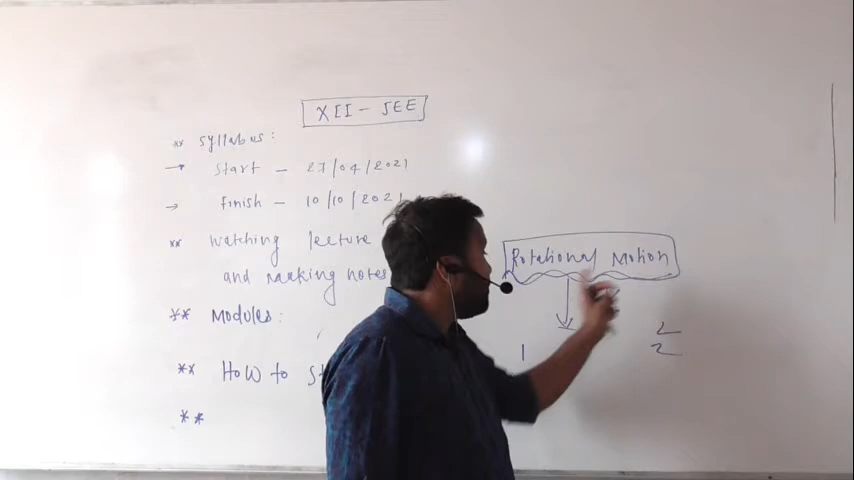 XII - JEE
** Syllabus:
→ Start - 27/04/2021
→ Finish - 10/10/2021
** Watching lecture
and making notes
** Modules:
** How to
**
Rotational Motion
1
2
2